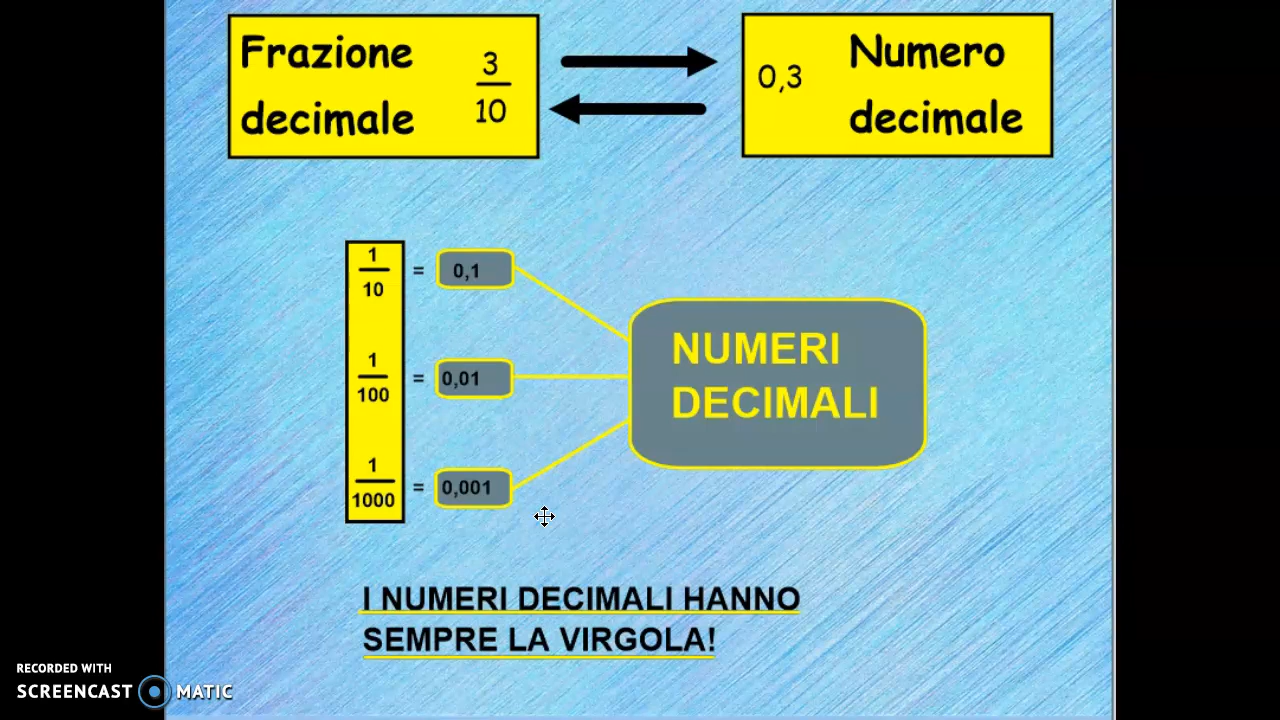 Frazione
decimale
3
10
0,3
Numero
decimale
1
10
=
0,1
1
100
=
0,01
1
1000
=
0,001
NUMERI
DECIMALI
I NUMERI DECIMALI HANNO
SEMPRE LA VIRGOLA!
RECORDED WITH
SCREENCAST MATIC